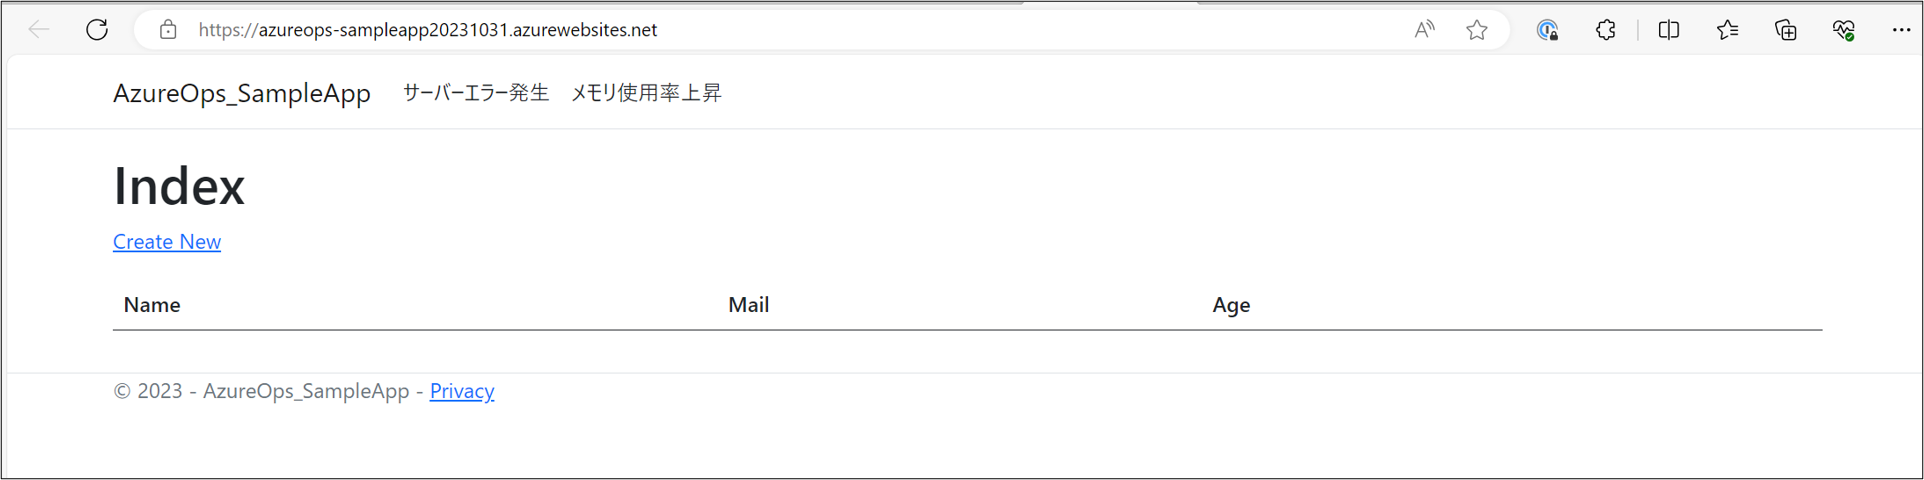 https://azureops-sampleapp20231031.azurewebsites.net
AzureOps_SampleApp サーバーエラー発生 メモリ使用率上昇
Index
Create New
Name Mail Age
© 2023 - AzureOps_SampleApp - Privacy